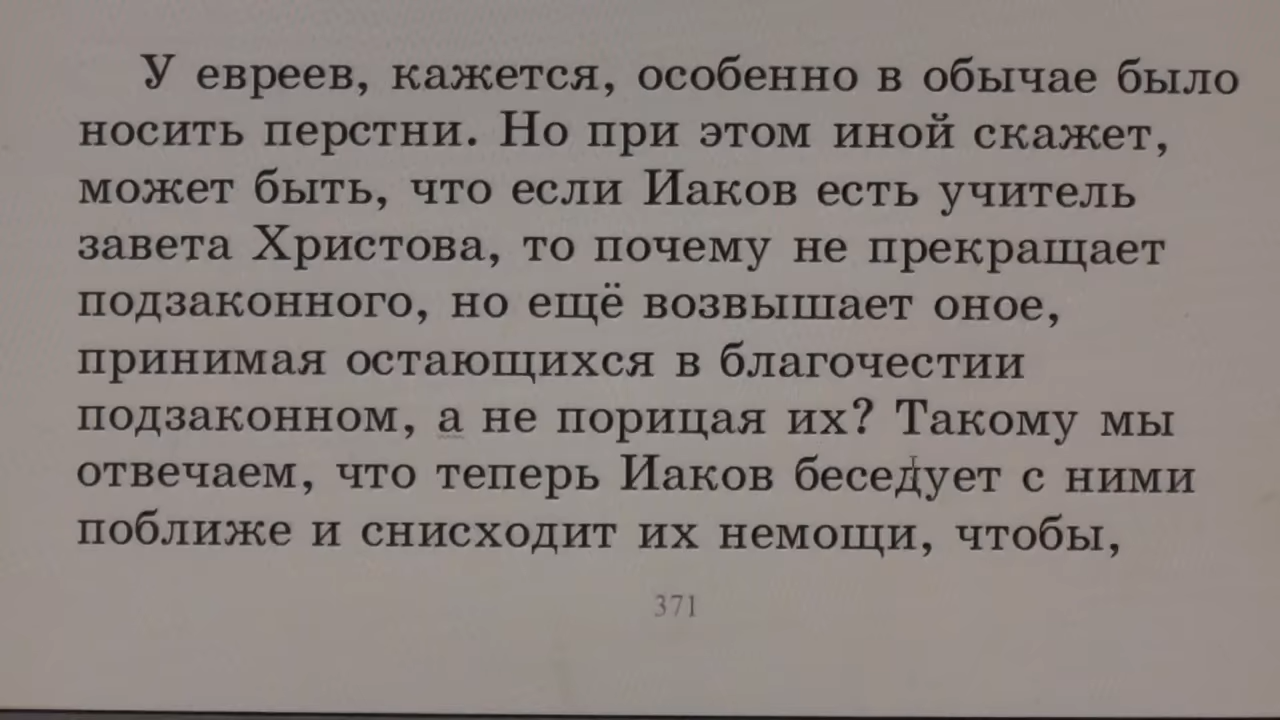 У евреев, кажется, особенно в обычае было
носить перстни. Но при этом иной скажет,
может быть, что если Иаков есть учитель
завета Христова, то почему не прекращает
подзаконного, но ещё возвышает оное,
принимая остающихся в благочестии
подзаконном, а не порицая их? Такому мы
отвечаем, что теперь Иаков беседует с ними
поближе и снисходит их немощи, чтобы,
371